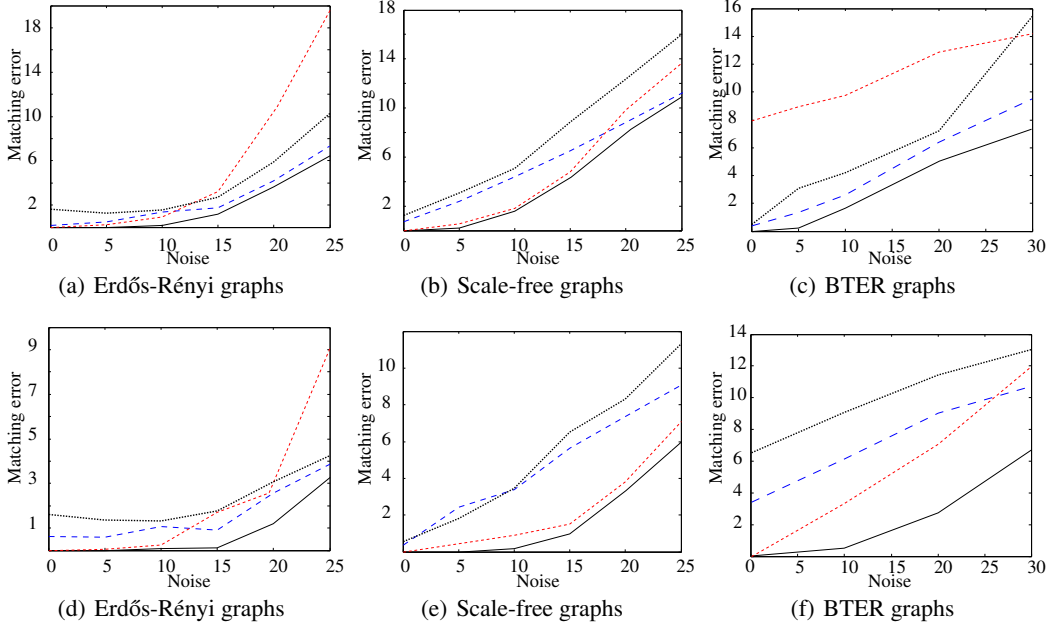 18
14
10
6
2
Matching error
0 5 10 15 20 25
Noise
(a) Erdős-Rényi graphs
18
14
10
6
2
Matching error
0 5 10 15 20 25
Noise
(b) Scale-free graphs
16
14
12
10
8
6
4
2
Matching error
0 5 10 15 20 25 30
Noise
(c) BTER graphs
9
7
5
3
1
Matching error
0 5 10 15 20 25
Noise
(d) Erdős-Rényi graphs
10
8
6
4
2
Matching error
0 5 10 15 20 25
Noise
(e) Scale-free graphs
14
12
10
8
6
4
2
Matching error
0 5 10 15 20 25 30
Noise
(f) BTER graphs